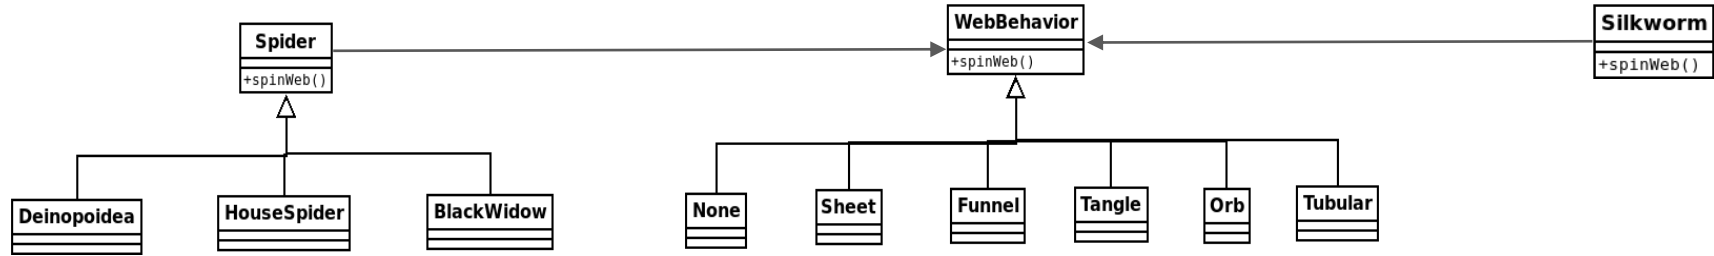 Spider
+spinWeb()
WebBehavior
+spinWeb()
Silkworm
+spinWeb()
Deinopoidea
HouseSpider
BlackWidow
None
Sheet
Funnel
Tangle
Orb
Tubular